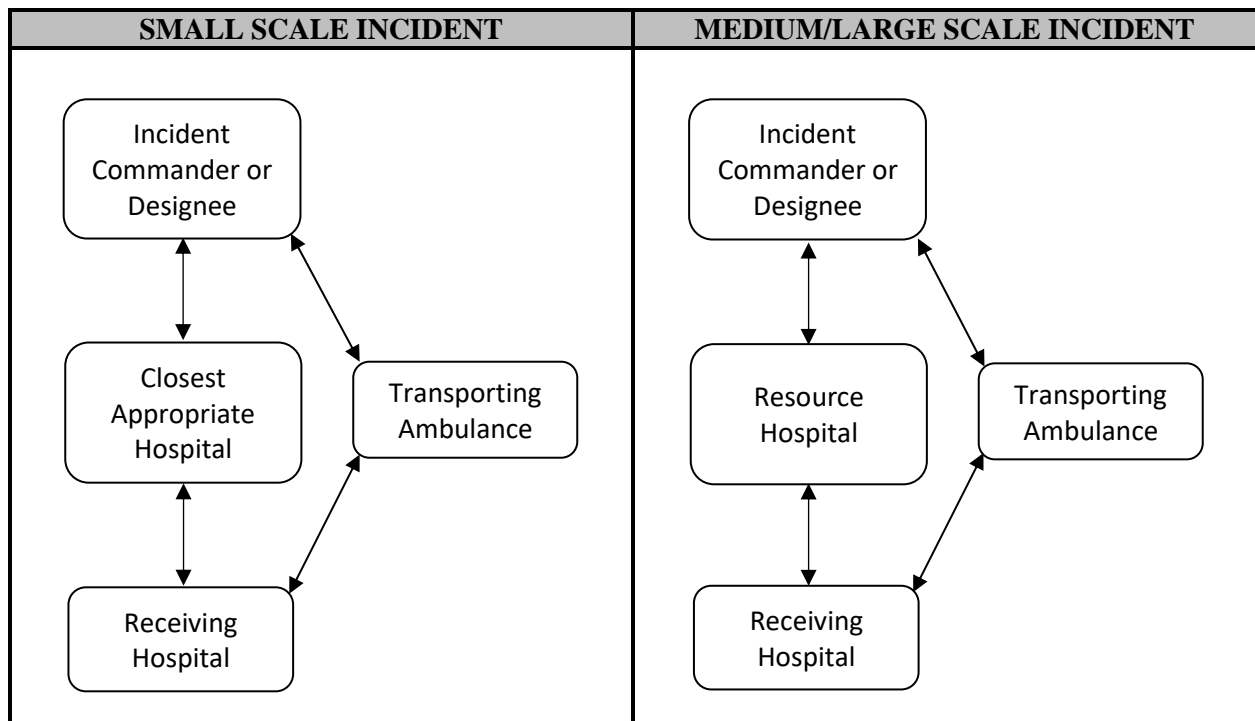 SMALL SCALE INCIDENT
Incident
Commander or
Designee
Closest
Appropriate
Hospital
Transporting
Ambulance
Receiving
Hospital
MEDIUM/LARGE SCALE INCIDENT
Incident
Commander or
Designee
Resource
Hospital
Transporting
Ambulance
Receiving
Hospital